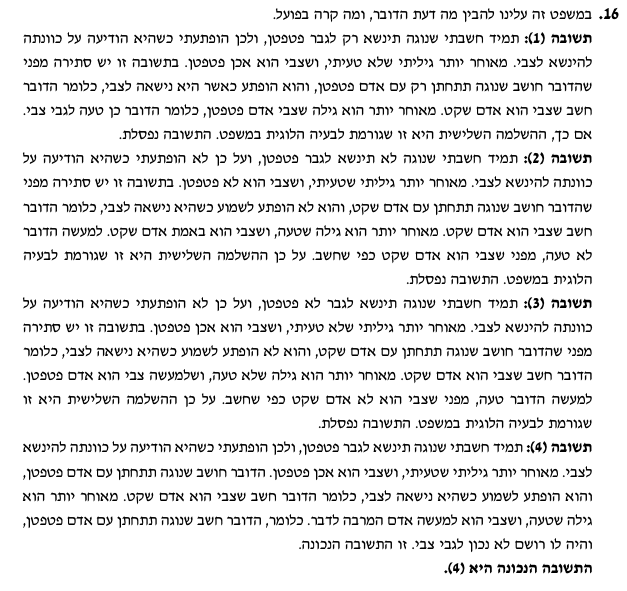 16. במשפט זה עלינו להבין מה דעת הדובר, ומה קרה בפועל.
תשובה (1): תמיד חשבתי שנוגה תינשא רק לגבר פטפטן, ולכן הופתעתי כשהיא הודיעה על כוונתה
להינשא לצבי. מאוחר יותר גיליתי שלא טעיתי, ושצבי הוא אכן פטפטן. בתשובה זו יש סתירה מפני
שהדובר חושב שנוגה תתחתן רק עם אדם פטפטן, והוא הופתע כאשר היא נישאה לצבי, כלומר הדובר
חשב שצבי הוא אדם שקט. מאוחר יותר הוא גילה שצבי אדם פטפטן, כלומר הדובר כן טעה לגבי צבי.
אם כך, ההשלמה השלישית היא זו שגורמת לבעיה הלוגית במשפט. התשובה נפסלת.
תשובה (2): תמיד חשבתי שנוגה לא תינשא לגבר פטפטן, ועל כן לא הופתעתי כשהיא הודיעה על
כוונתה להינשא לצבי. מאוחר יותר גיליתי שטעיתי, ושצבי הוא לא פטפטן. בתשובה זו יש סתירה מפני
שהדובר חושב שנוגה תתחתן עם אדם שקט, והוא לא הופתע לשמוע כשהיא נישאה לצבי, כלומר הדובר
חשב שצבי הוא אדם שקט. מאוחר יותר הוא גילה שטעה, ושצבי הוא באמת אדם שקט. למעשה הדובר
לא טעה, מפני שצבי הוא אדם שקט כפי שחשב. על כן ההשלמה השלישית היא זו שגורמת לבעיה
הלוגית במשפט. התשובה נפסלת.
תשובה (3): תמיד חשבתי שנוגה תינשא לגבר לא פטפטן, ועל כן לא הופתעתי כשהיא הודיעה על
כוונתה להינשא לצבי. מאוחר יותר גיליתי שלא טעיתי, ושצבי הוא אכן פטפטן. בתשובה זו יש סתירה
מפני שהדובר חושב שנוגה תתחתן עם אדם שקט, והוא לא הופתע לשמוע כשהיא נישאה לצבי, כלומר
הדובר חשב שצבי הוא אדם שקט. מאוחר יותר הוא גילה שלא טעה, ושלמעשה צבי הוא אדם פטפטן.
למעשה הדובר טעה, מפני שצבי הוא לא אדם שקט כפי שחשב. על כן ההשלמה השלישית היא זו
שגורמת לבעיה הלוגית במשפט. התשובה נפסלת.
תשובה (4): תמיד חשבתי שנוגה תינשא לגבר פטפטן, ולכן הופתעתי כשהיא הודיעה על כוונתה להינשא
לצבי. מאוחר יותר גיליתי שטעיתי, ושצבי הוא אכן פטפטן. הדובר חושב שנוגה תתחתן עם אדם פטפטן,
והוא הופתע לשמוע כשהיא נישאה לצבי, כלומר הדובר חשב שצבי הוא אדם שקט. מאוחר יותר הוא
גילה שטעה, ושצבי הוא למעשה אדם המרבה לדבר. כלומר, הדובר חשב שנוגה תתחתן עם אדם פטפטן,
והיה לו רושם לא נכון לגבי צבי. זו התשובה הנכונה.
התשובה הנכונה היא (4).